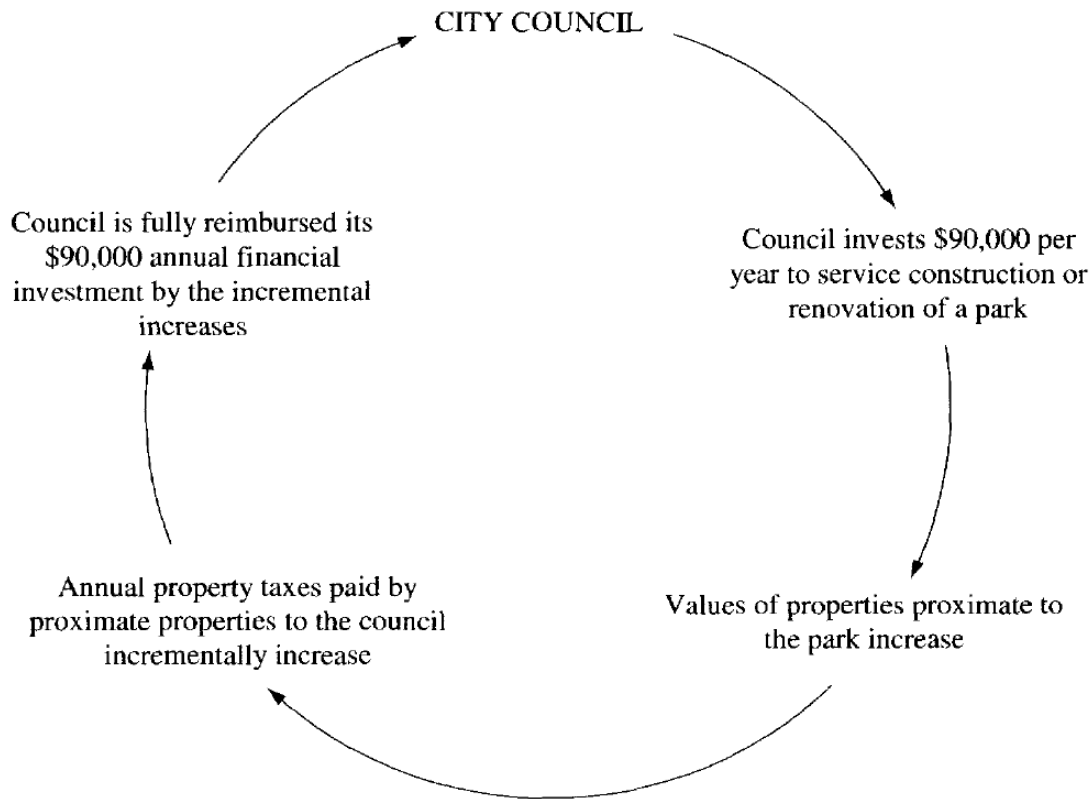 CITY COUNCIL
Council invests $90,000 per
year to service construction or
renovation of a park
Values of properties proximate to
the park increase
Annual property taxes paid by
proximate properties to the council
incrementally increase
Council is fully reimbursed its
$90,000 annual financial
investment by the incremental
increases